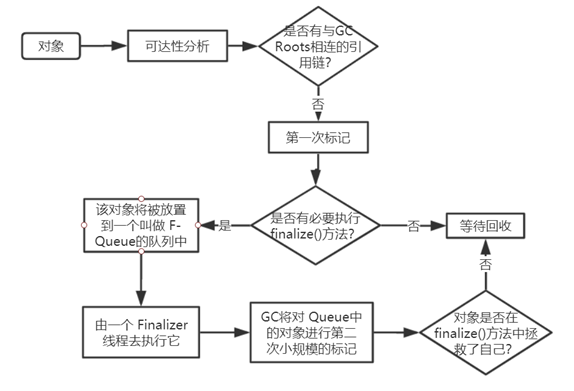 对象
可达性分析
是否有与GC
Roots相连的引
用链?
否
第一次标记
是否有必要执行
finalize()方法?
是
否
该对象将被放置
到一个叫做 F-
Queue的队列中
等待回收
否
由一个 Finalizer
线程去执行它
GC将对 Queue中
的对象进行第二
次小规模的标记
对象是否在
finalize()方法中拯
救了自己?